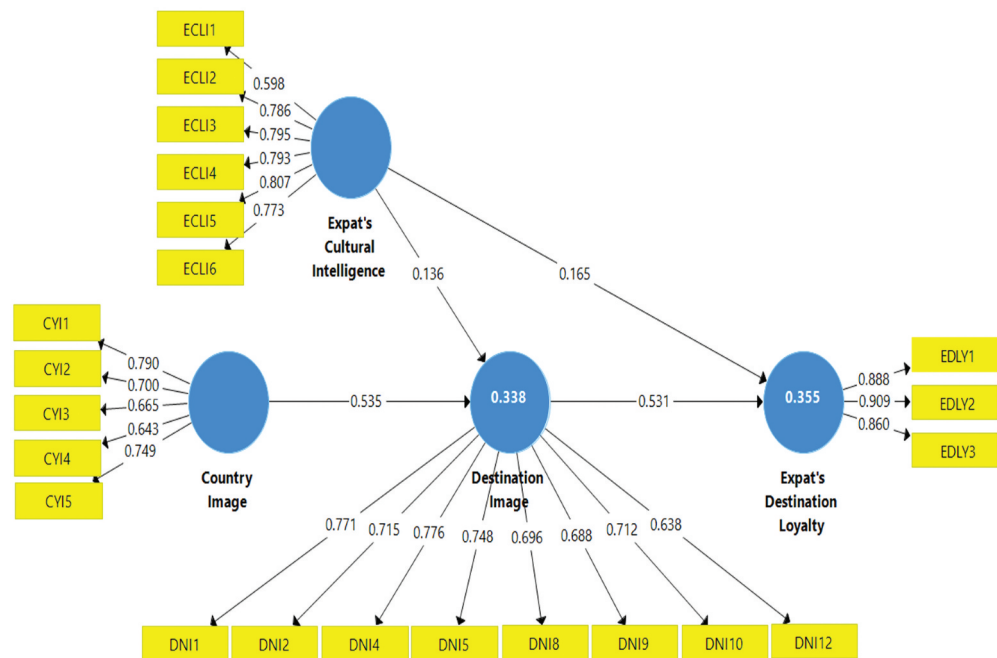 ECLI1
ECLI2
ECLI3
ECLI4
ECLI5
ECLI6
0.598
0.786
0.795
0.793
0.807
0.773
Expat's
Cultural
Intelligence
0.136
0.165
CYI1
CYI2
CYI3
CYI4
CYI5
0.790
0.700
0.665
0.643
0.749
Country
Image
0.535
0.338
Destination
Image
0.531
0.355
Expat's
Destination
Loyalty
0.888
0.909
0.860
EDLY1
EDLY2
EDLY3
0.771
0.715
0.776
0.748
0.696
0.688
0.712
0.638
DNI1
DNI2
DNI4
DNI5
DNI8
DNI9
DNI10
DNI12